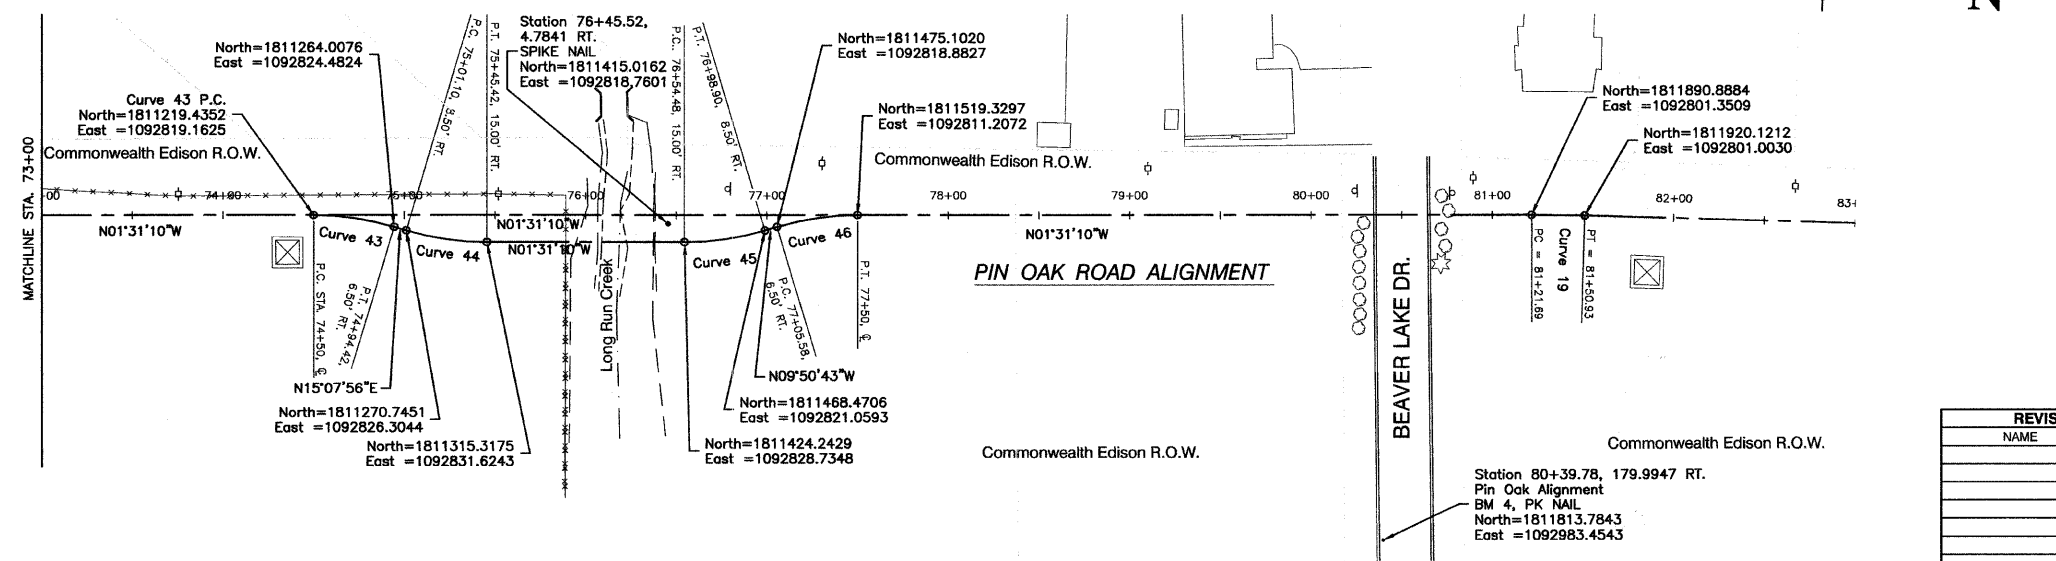 N
North=1811264.0076
East =1092824.4824
P.C. 75+01.10, 8.50' RT.
P.T. 75+45.42, 15.00' RT.
Station 76+45.52,
4.7841 RT.
SPIKE NAIL
North=1811415.0162
East =1092818.7601
P.C. 76+54.48, 15.00' RT.
P.T. 76+98.90, 8.50' RT.
North=1811475.1020
East =1092818.8827
North=1811519.3297
East =1092811.2072
North=1811890.8884
East =1092801.3509
North=1811920.1212
East =1092801.0030
Curve 43 P.C.
North=1811219.4352
East =1092819.1625
Commonwealth Edison R.O.W.
Commonwealth Edison R.O.W.
MATCHLINE STA. 73+00
00
74+00
75+00
76+00
77+00
78+00
79+00
80+00
81+00
82+00
83+
N01°31'10"W
Curve 43
Curve 44
N01°31'10"W
N01°31'10"W
Curve 45
Curve 46
N01°31'10"W
P.C. STA. 74+50, ℄
P.T. 74+94.42,
6.50' RT.
Long Run Creek
P.C. 77+05.58,
6.50' RT.
P.T. 77+50, ℄
PIN OAK ROAD ALIGNMENT
BEAVER LAKE DR.
PC = 81+21.69
Curve 19
PT = 81+50.93
N15°07'56"E
N09°50'43"W
North=1811270.7451
East =1092826.3044
North=1811315.3175
East =1092831.6243
North=1811468.4706
East =1092821.0593
North=1811424.2429
East =1092828.7348
Commonwealth Edison R.O.W.
Commonwealth Edison R.O.W.
Station 80+39.78, 179.9947 RT.
Pin Oak Alignment
BM 4, PK NAIL
North=1811813.7843
East =1092983.4543
REVIS
NAME